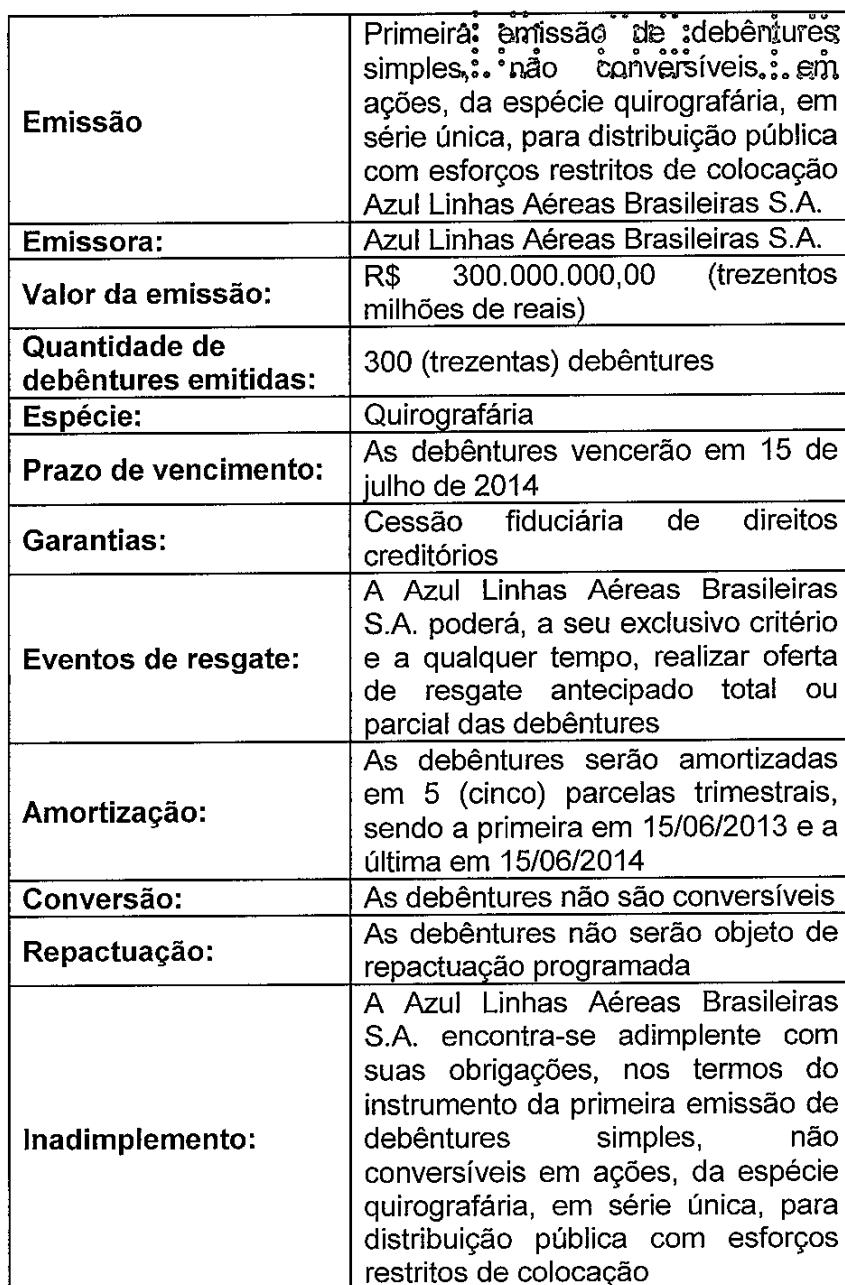 Emissão
Primeira emissão de debêntures
simples, não conversíveis em
ações, da espécie quirografária, em
série única, para distribuição pública
com esforços restritos de colocação
Azul Linhas Aéreas Brasileiras S.A.
Emissora:
Azul Linhas Aéreas Brasileiras S.A.
Valor da emissão:
R$ 300.000.000,00 (trezentos
milhões de reais)
Quantidade de
debêntures emitidas:
300 (trezentas) debêntures
Espécie:
Quirografária
Prazo de vencimento:
As debêntures vencerão em 15 de
julho de 2014
Garantias:
Cessão fiduciária de direitos
creditórios
Eventos de resgate:
A Azul Linhas Aéreas Brasileiras
S.A. poderá, a seu exclusivo critério
e a qualquer tempo, realizar oferta
de resgate antecipado total ou
parcial das debêntures
Amortização:
As debêntures serão amortizadas
em 5 (cinco) parcelas trimestrais,
sendo a primeira em 15/06/2013 e a
última em 15/06/2014
Conversão:
As debêntures não são conversíveis
Repactuação:
As debêntures não serão objeto de
repactuação programada
Inadimplemento:
A Azul Linhas Aéreas Brasileiras
S.A. encontra-se adimplente com
suas obrigações, nos termos do
instrumento da primeira emissão de
debêntures simples, não
conversíveis em ações, da espécie
quirografária, em série única, para
distribuição pública com esforços
restritos de colocação